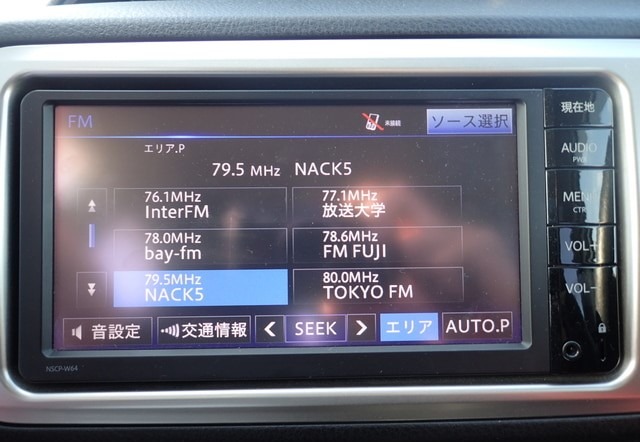 FM
未接続
ソース選択
エリア.P
79.5 MHz NACK5
76.1MHz
InterFM
77.1MHz
放送大学
78.0MHz
bay-fm
78.6MHz
FM FUJI
79.5MHz
NACK5
80.0MHz
TOKYO FM
音設定
交通情報
SEEK
エリア
AUTO.P
現在地
AUDIO
PWR
MENU
CTRL
VOL+
VOL-
NSCP-W64